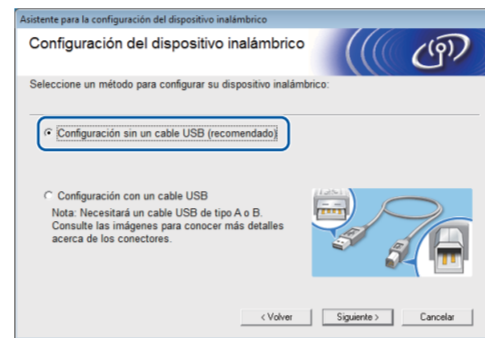 Asistente para la configuración del dispositivo inalámbrico
Configuración del dispositivo inalámbrico
Seleccione un método para configurar su dispositivo inalámbrico:
Configuración sin un cable USB (recomendado)
Configuración con un cable USB
Nota: Necesitará un cable USB de tipo A o B.
Consulte las imágenes para conocer más detalles
acerca de los conectores.
< Volver
Siguiente >
Cancelar